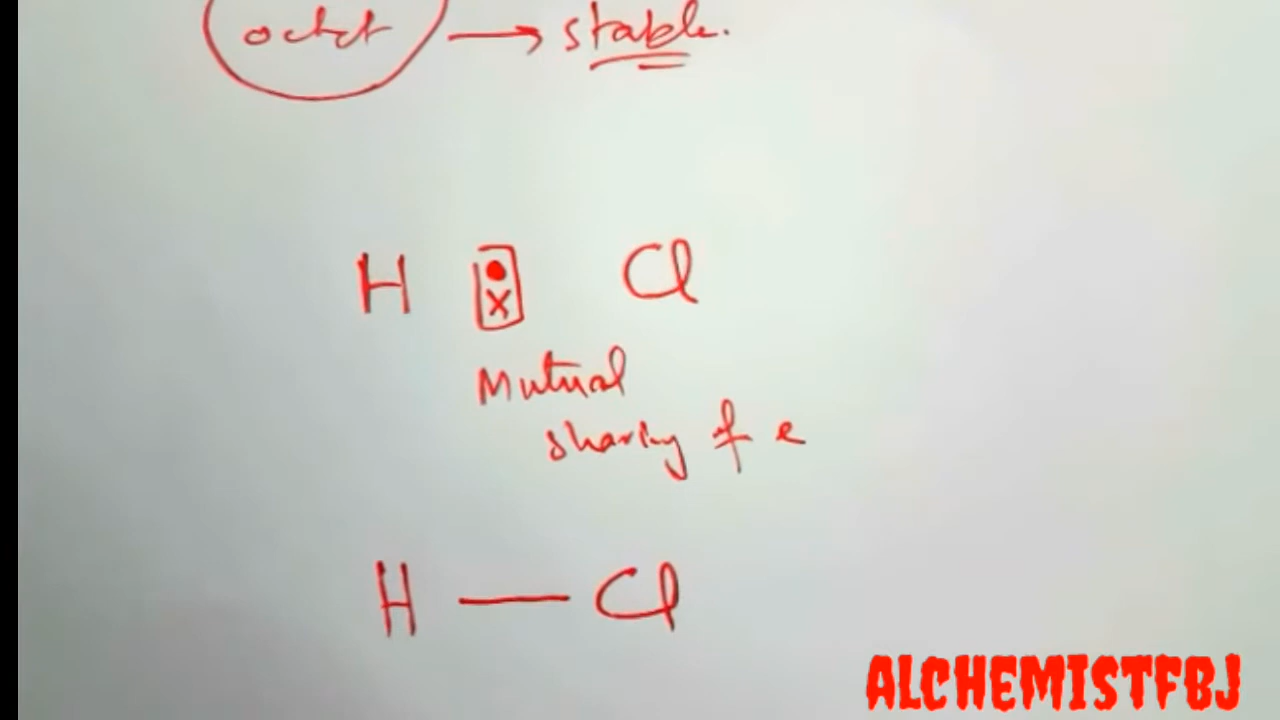 octet → stable.
H • x Cl
Mutual
sharing of e
H — Cl
ALCHEMISTFBJ